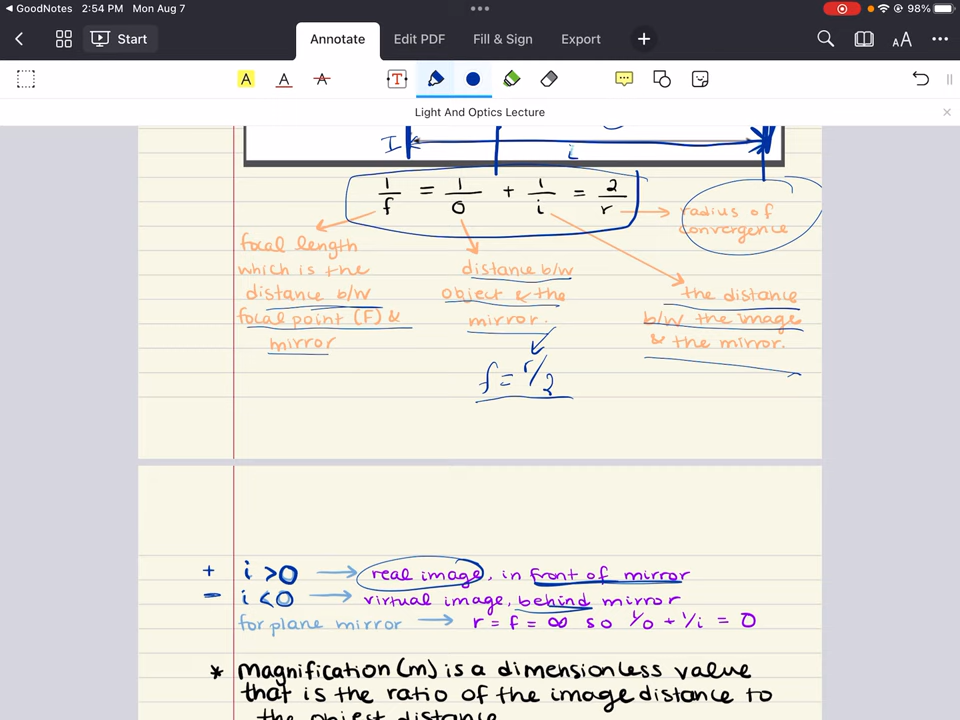 GoodNotes 2:54 PM Mon Aug 7 98%
Start Annotate Edit PDF Fill & Sign Export
Light And Optics Lecture
I i
1/f = 1/o + 1/i = 2/r
radius of
convergence
focal length
which is the
distance b/w
focal point (F) &
mirror
distance b/w
object & the
mirror.
the distance
b/w the image
& the mirror.
f = r/2
+ i >0 → real image, in front of mirror
- i <0 → virtual image, behind mirror
for plane mirror → r = f = ∞ so 1/o + 1/i = 0
* Magnification (m) is a dimensionless value
that is the ratio of the image distance to
the object distance